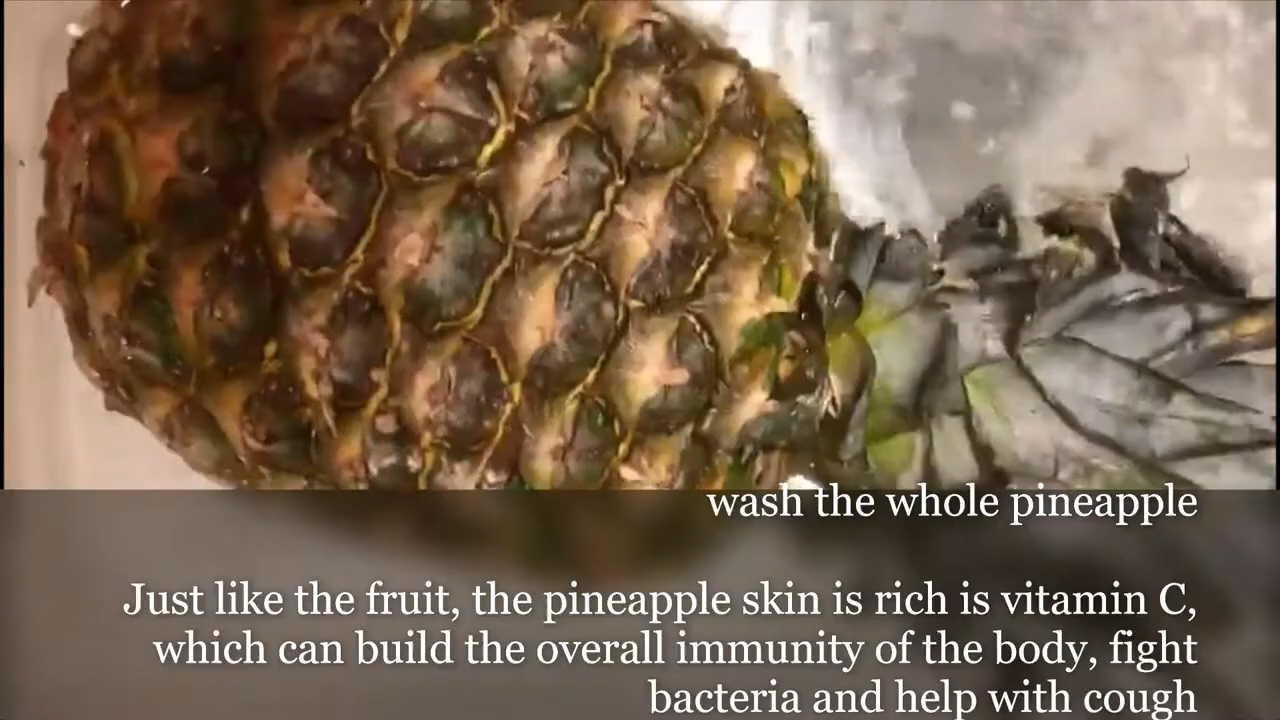 wash the whole pineapple
Just like the fruit, the pineapple skin is rich is vitamin C,
which can build the overall immunity of the body, fight
bacteria and help with cough